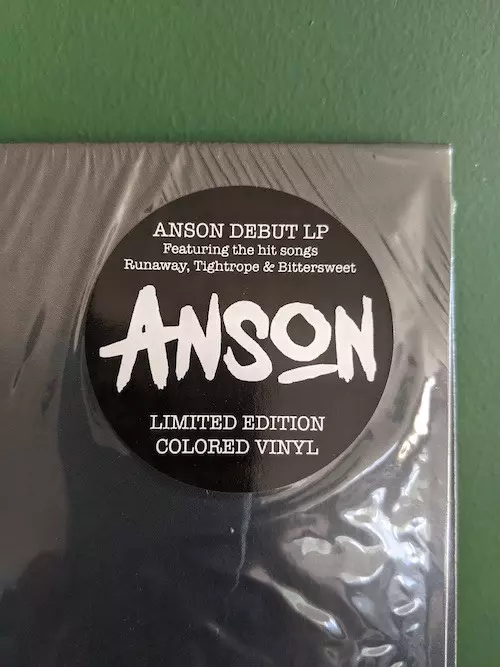 ANSON DEBUT LP
Featuring the hit songs
Runaway, Tightrope & Bittersweet
ANSON
LIMITED EDITION
COLORED VINYL